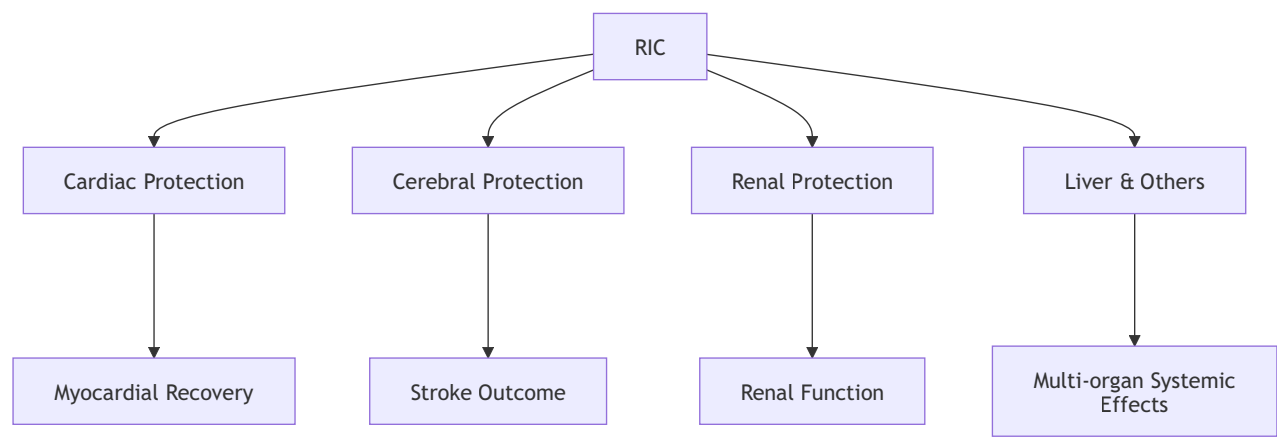 RIC
Cardiac Protection
Cerebral Protection
Renal Protection
Liver & Others
Myocardial Recovery
Stroke Outcome
Renal Function
Multi-organ Systemic
Effects